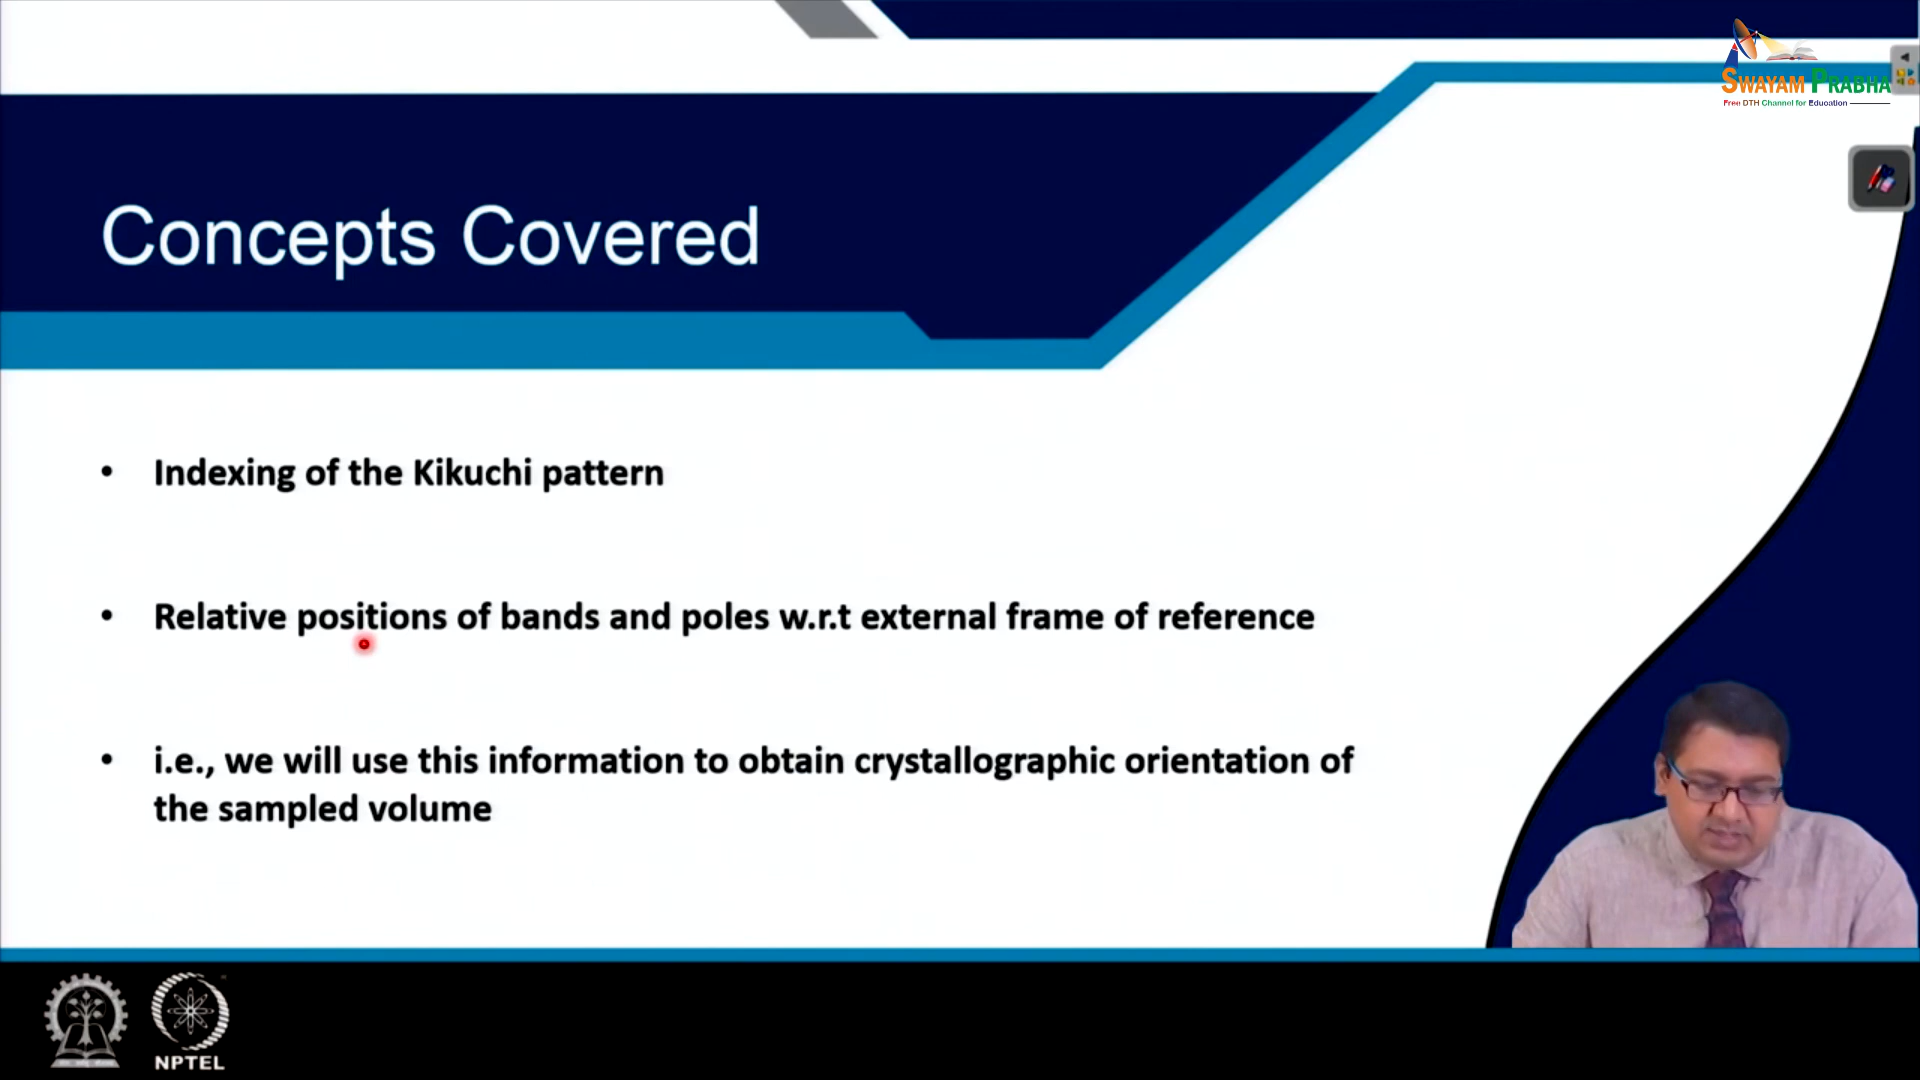 SWAYAM PRABHA
Free DTH Channel for Education
Concepts Covered
• Indexing of the Kikuchi pattern
• Relative positions of bands and poles w.r.t external frame of reference
• i.e., we will use this information to obtain crystallographic orientation of
the sampled volume
NPTEL